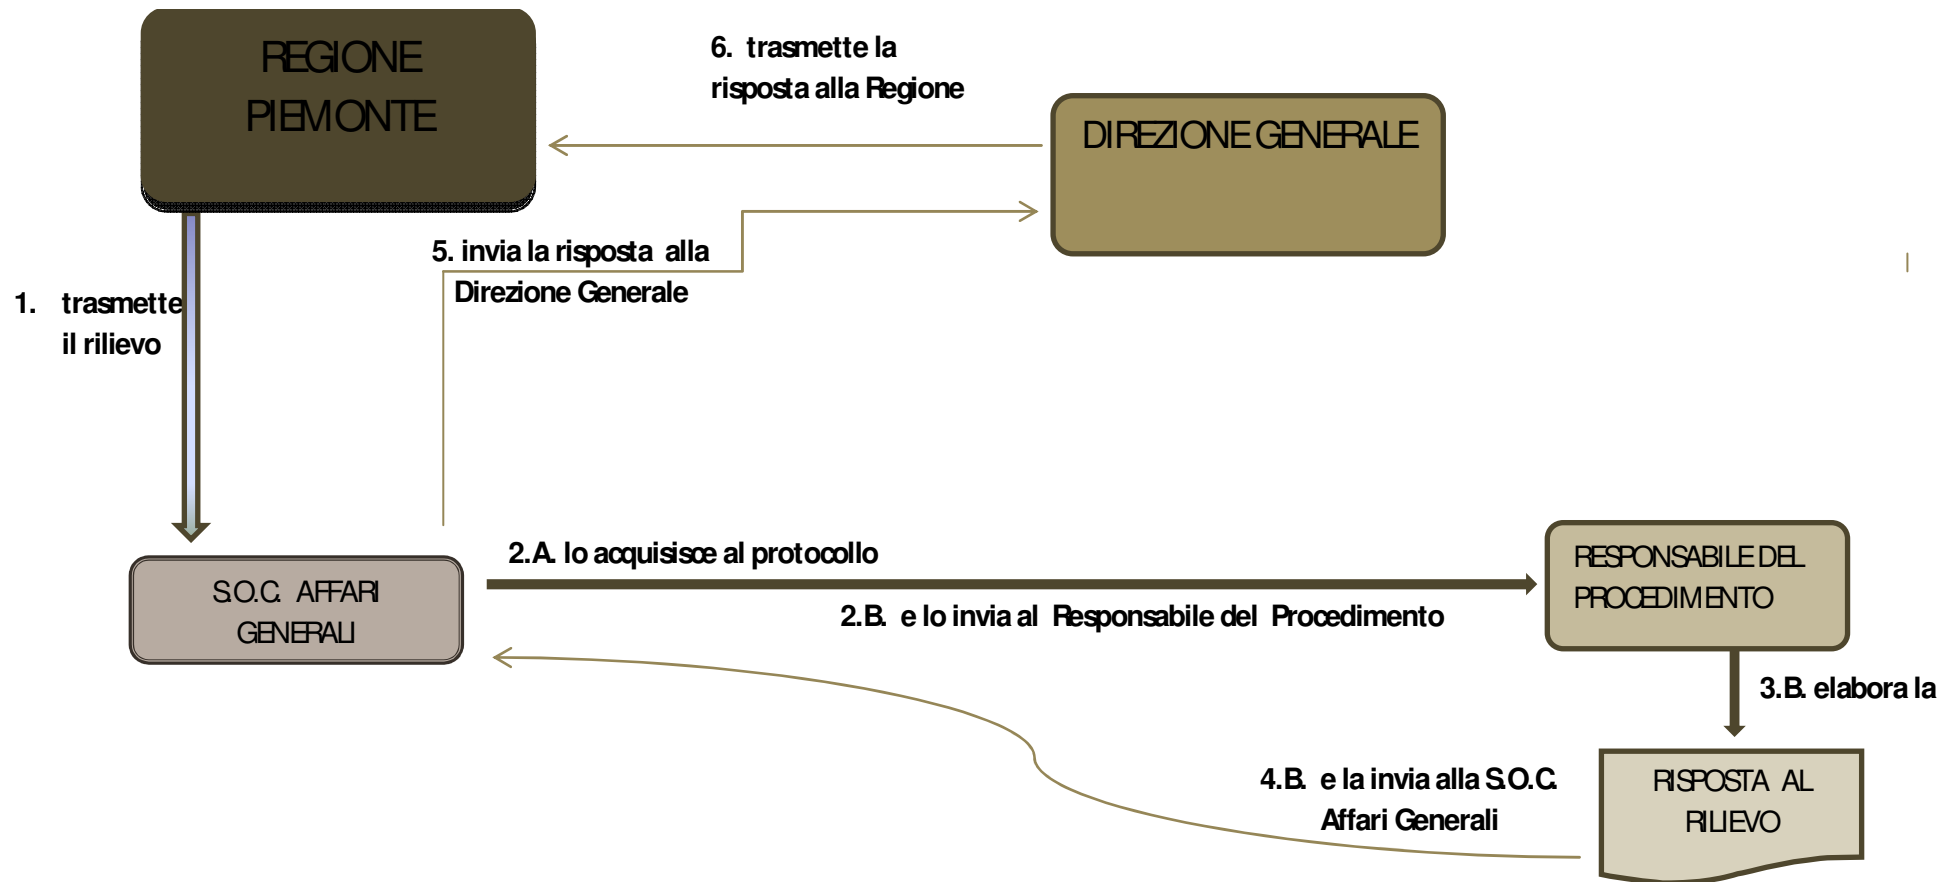 REGIONE
PIEMONTE
6. trasmette la
risposta alla Regione
DIREZIONE GENERALE
5. invia la risposta alla
Direzione Generale
1. trasmette
il rilievo
2.A. lo acquisisce al protocollo
S.O.C. AFFARI
GENERALI
2.B. e lo invia al Responsabile del Procedimento
RESPONSABILE DEL
PROCEDIMENTO
3.B. elabora la
4.B. e la invia alla S.O.C.
Affari Generali
RISPOSTA AL
RILIEVO